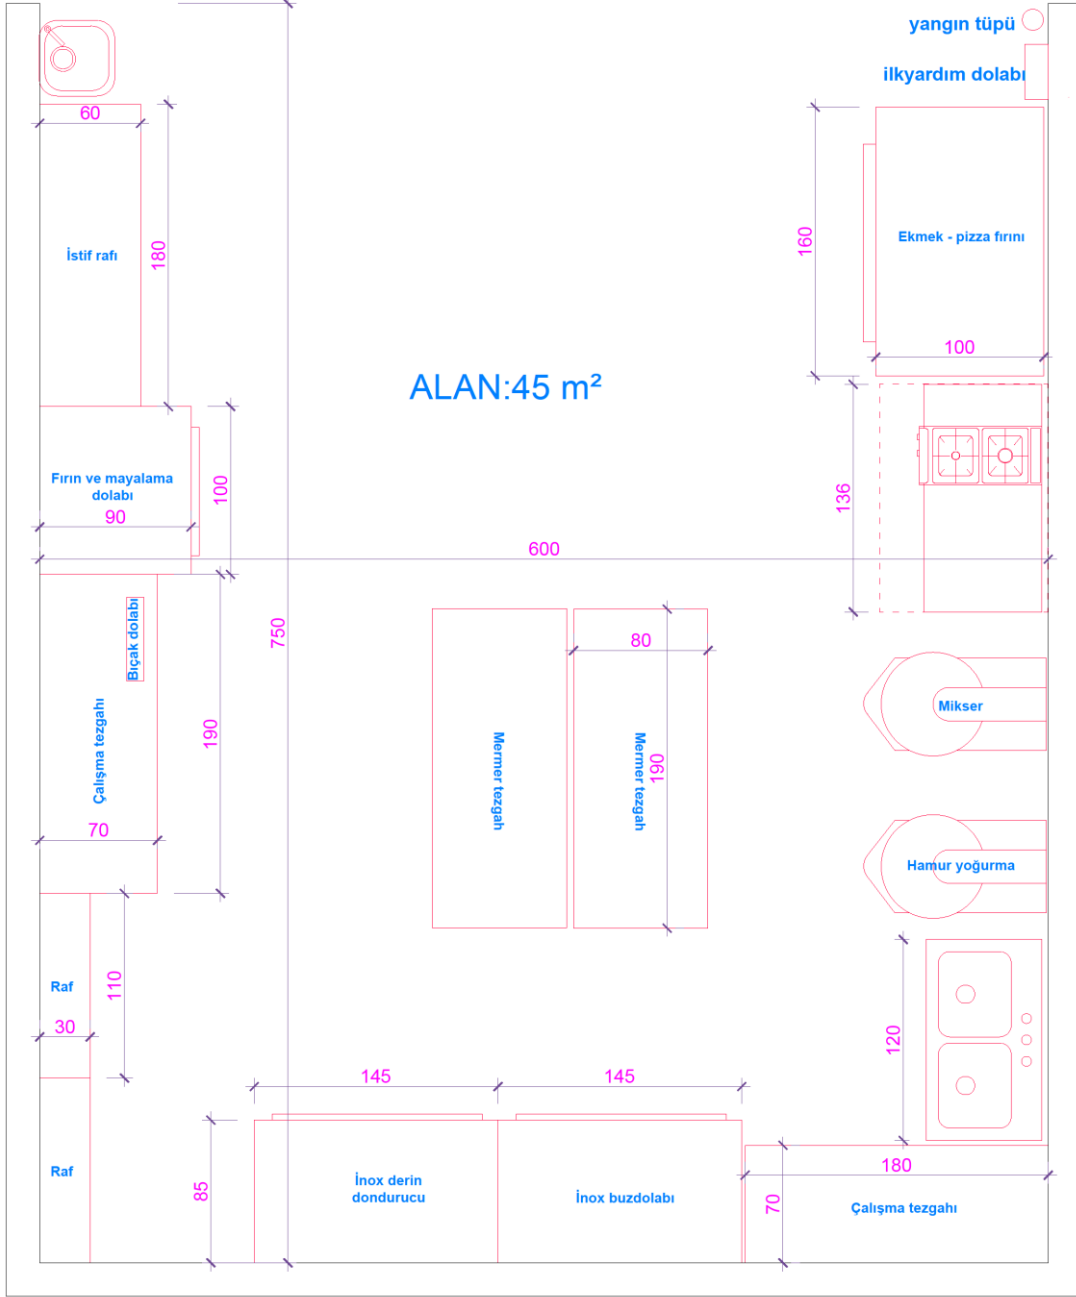 yangın tüpü
ilkyardım dolabı
60
180
İstif rafı
160
Ekmek - pizza fırını
100
ALAN:45 m²
136
Fırın ve mayalama
dolabı
90
100
600
750
Bıçak dolabı
Çalışma tezgahı
190
70
80
Mermer tezgah
Mermer tezgah
190
Mikser
Hamur yoğurma
Raf
110
30
120
145
145
Raf
85
İnox derin
dondurucu
İnox buzdolabı
180
70
Çalışma tezgahı